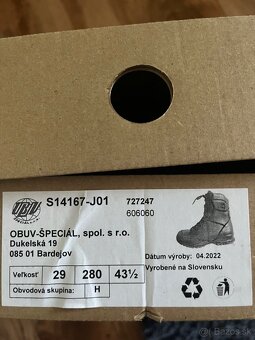 S14167-J01
727247
606060
OBUV-ŠPECIÁL, spol. s r.o.
Dukelská 19
085 01 Bardejov
Dátum výroby: 04.2022
Vyrobené na Slovensku
Veľkosť 29 280 43½
Obvodová skupina: H